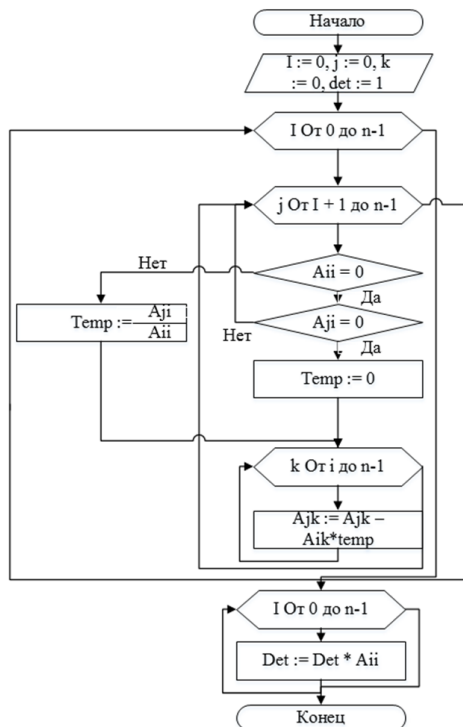 Начало
I := 0, j := 0, k
:= 0, det := 1
I От 0 до n-1
j От I + 1 до n-1
Нет
Aii = 0
Да
Temp :=
Aji
Aii
Нет
Aji = 0
Да
Temp := 0
k От i до n-1
Ajk := Ajk –
Aik*temp
I От 0 до n-1
Det := Det * Aii
Конец